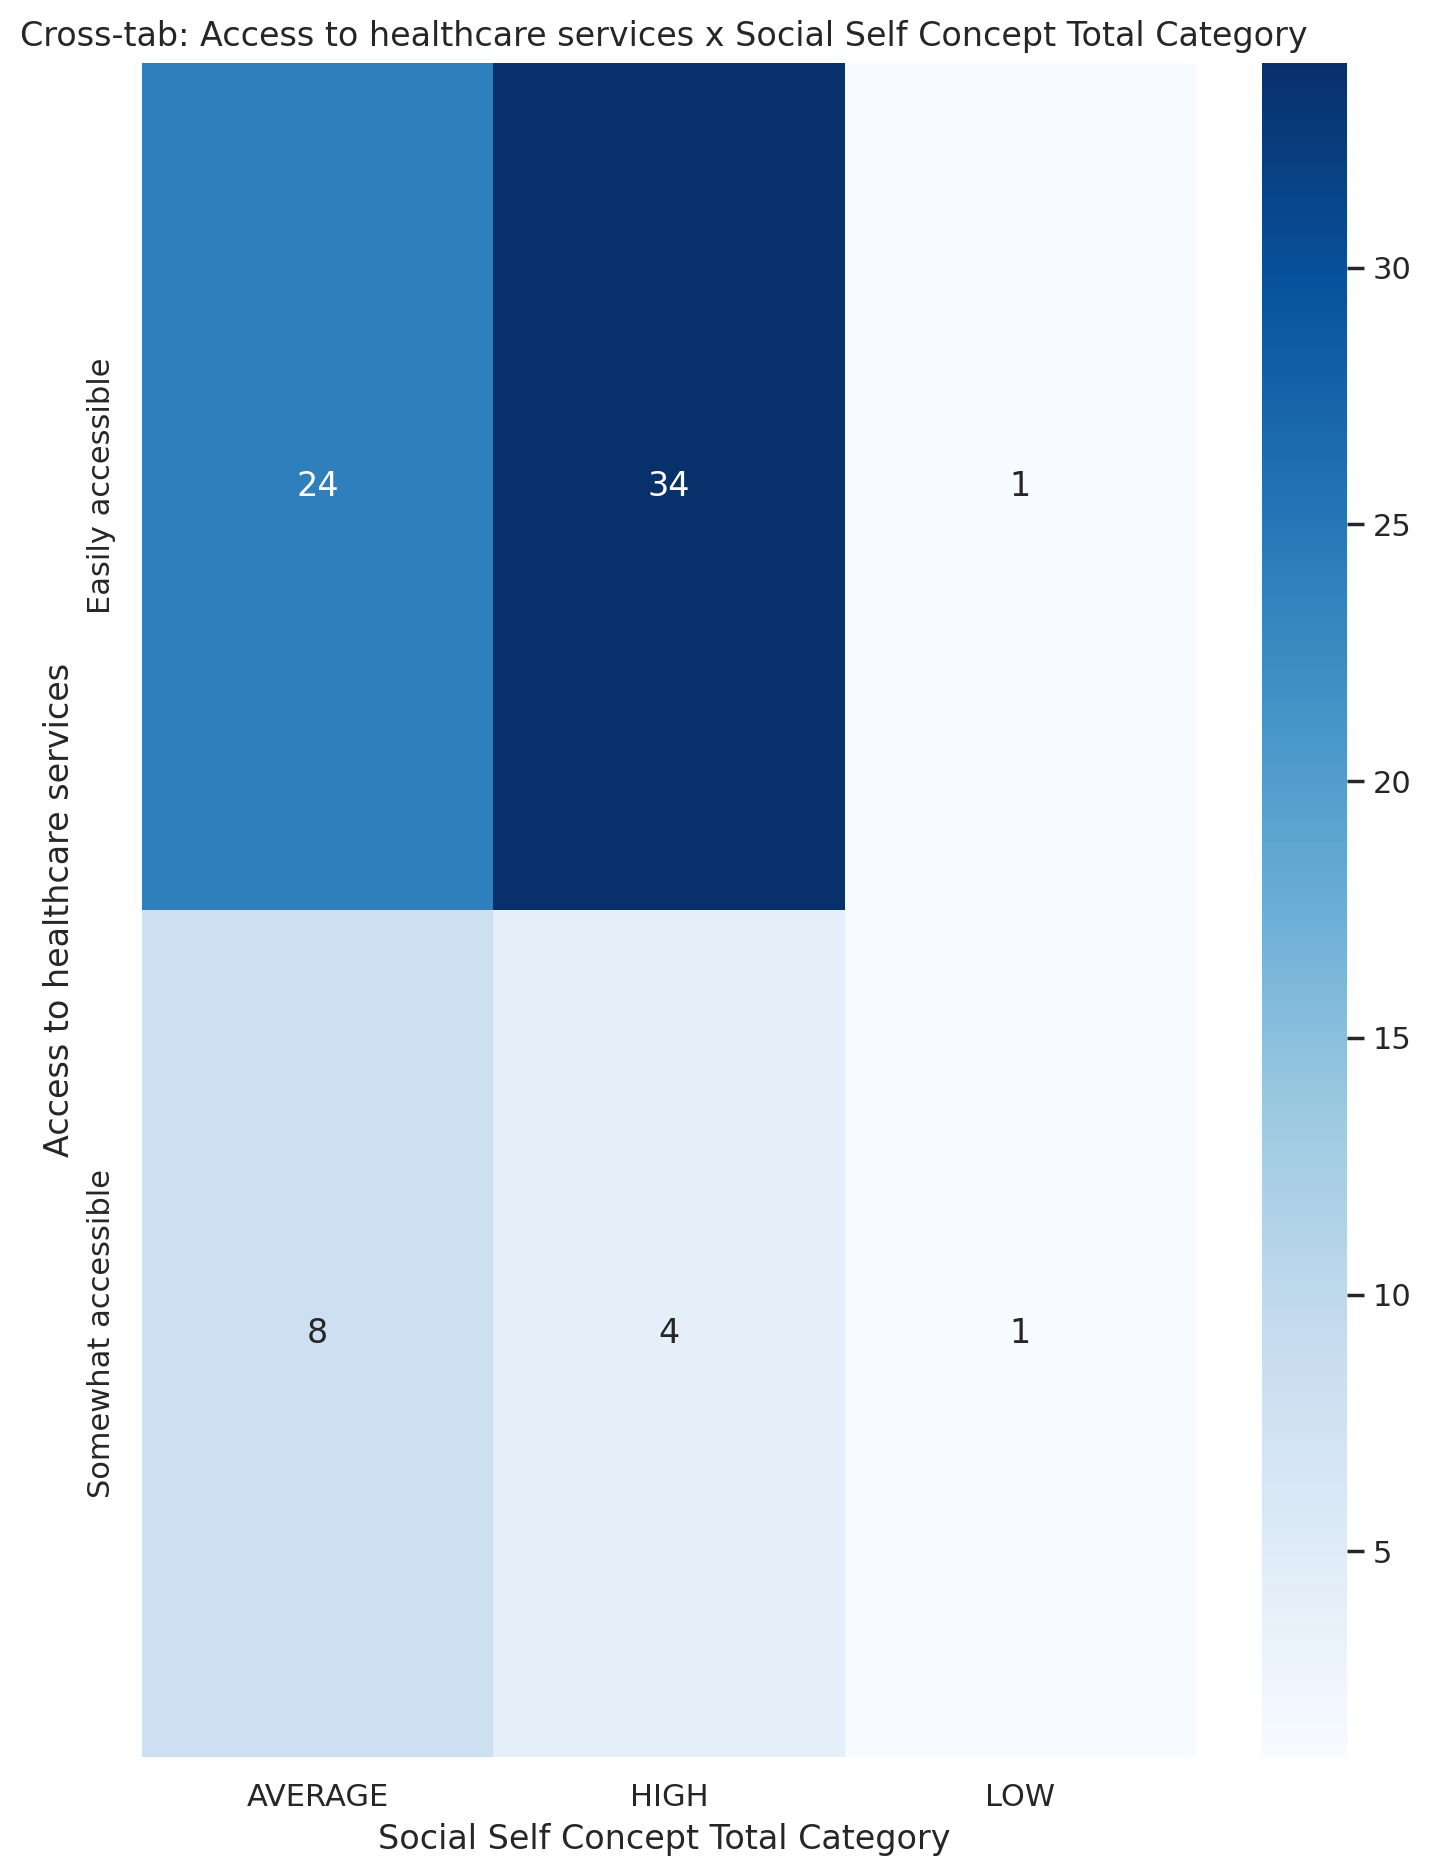 Cross-tab: Access to healthcare services x Social Self Concept Total Category
Access to healthcare services
Easily accessible
24 34 1
Somewhat accessible
8 4 1
AVERAGE HIGH LOW
Social Self Concept Total Category
30
25
20
15
10
5